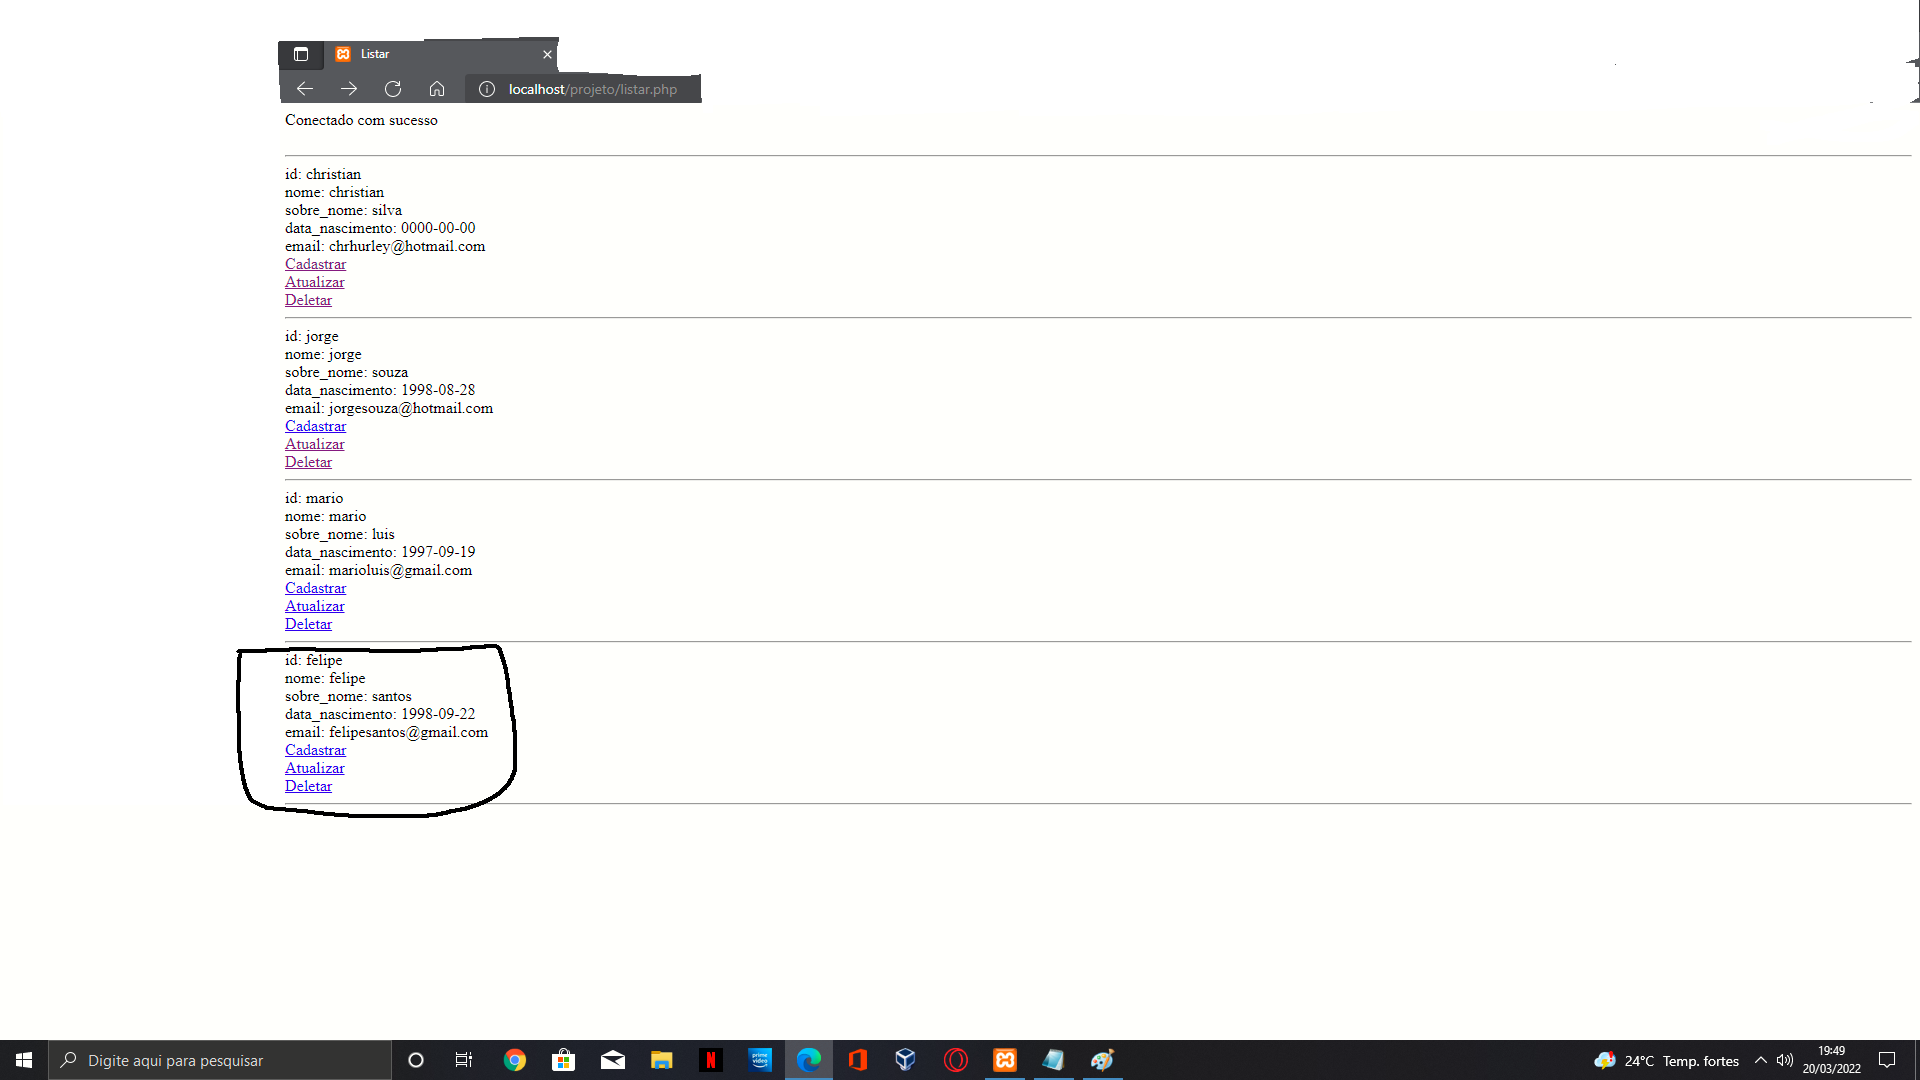 Listar
localhost/projeto/listar.php
Conectado com sucesso
id: christian
nome: christian
sobre_nome: silva
data_nascimento: 0000-00-00
email: chrhurley@hotmail.com
Cadastrar
Atualizar
Deletar
id: jorge
nome: jorge
sobre_nome: souza
data_nascimento: 1998-08-28
email: jorgesouza@hotmail.com
Cadastrar
Atualizar
Deletar
id: mario
nome: mario
sobre_nome: luis
data_nascimento: 1997-09-19
email: marioluis@gmail.com
Cadastrar
Atualizar
Deletar
id: felipe
nome: felipe
sobre_nome: santos
data_nascimento: 1998-09-22
email: felipesantos@gmail.com
Cadastrar
Atualizar
Deletar
Digite aqui para pesquisar
N
prime video
24°C Temp. fortes
19:49
20/03/2022